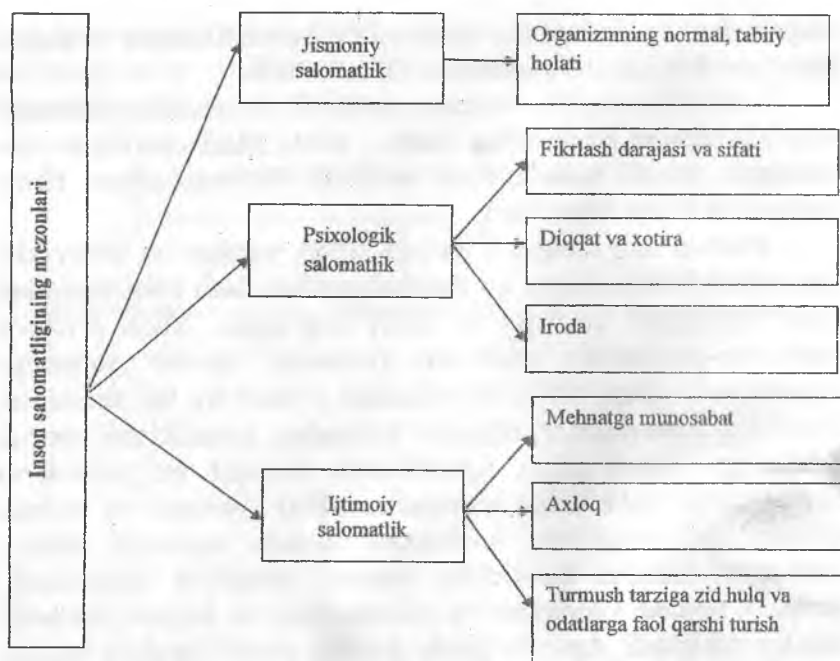 Inson salomatligining mezonlari
Jismoniy
salomatlik
Organizmning normal, tabiiy
holati
Psixologik
salomatlik
Fikrlash darajasi va sifati
Diqqat va xotira
Iroda
Ijtimoiy
salomatlik
Mehnatga munosabat
Axloq
Turmush tarziga zid hulq va
odatlarga faol qarshi turish